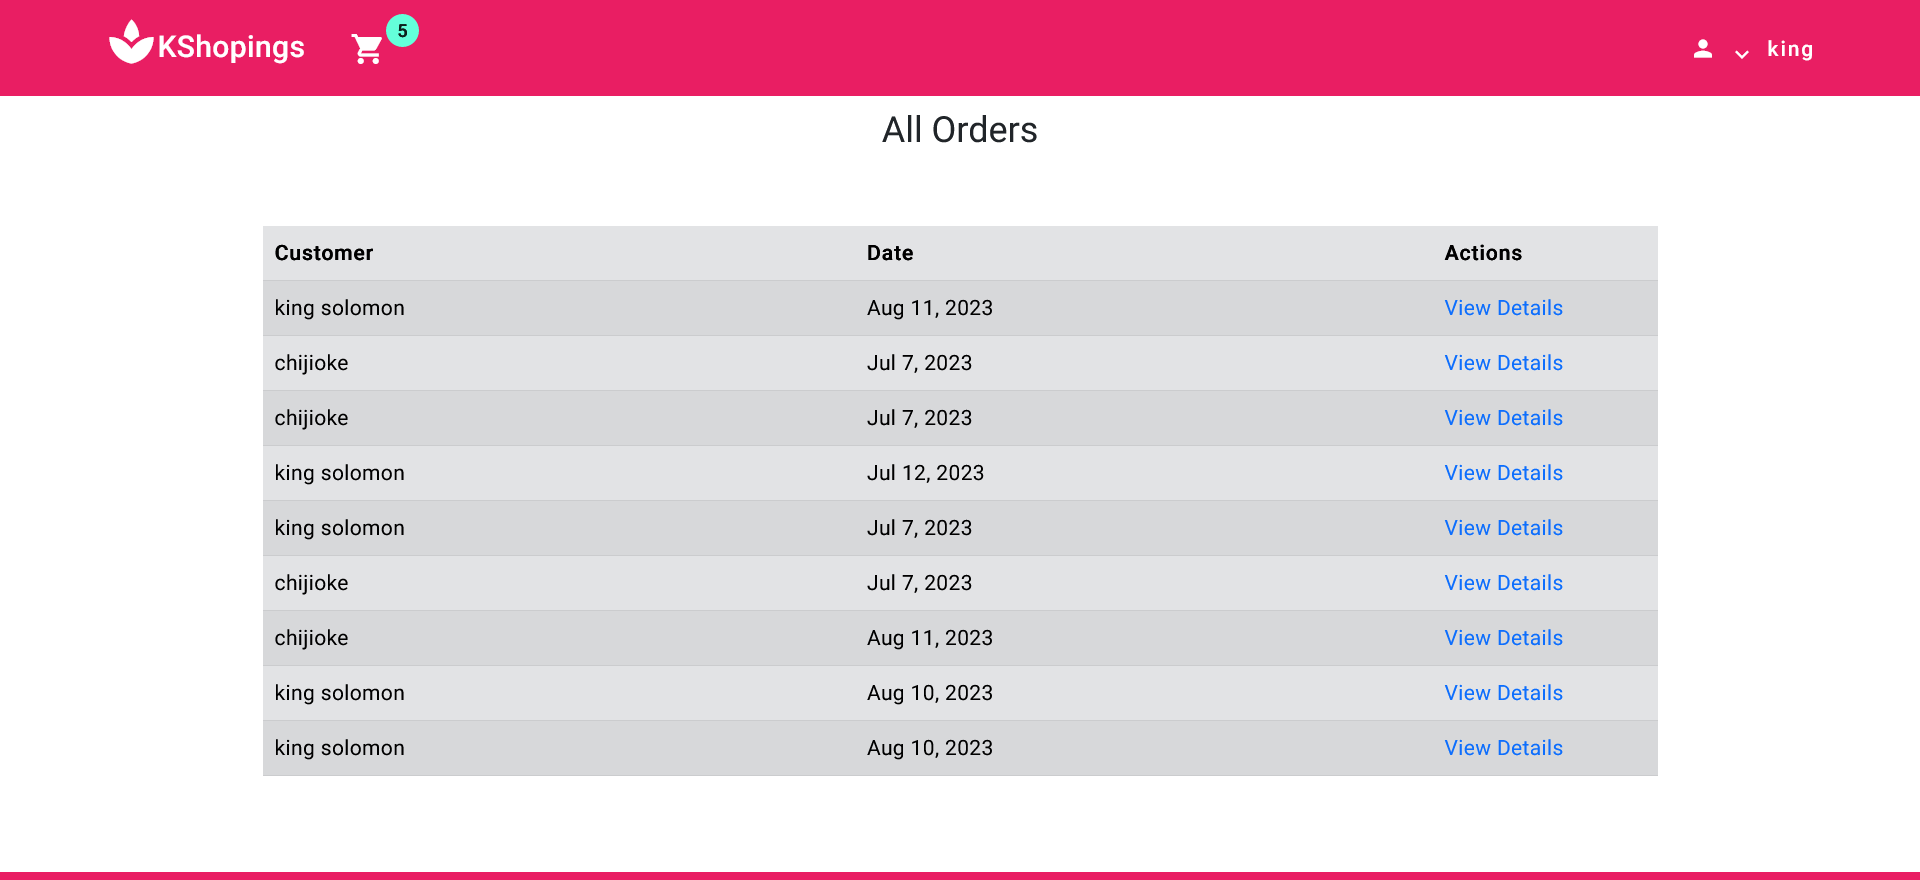 KShopings 5 king
All Orders
Customer Date Actions
king solomon Aug 11, 2023 View Details
chijioke Jul 7, 2023 View Details
chijioke Jul 7, 2023 View Details
king solomon Jul 12, 2023 View Details
king solomon Jul 7, 2023 View Details
chijioke Jul 7, 2023 View Details
chijioke Aug 11, 2023 View Details
king solomon Aug 10, 2023 View Details
king solomon Aug 10, 2023 View Details